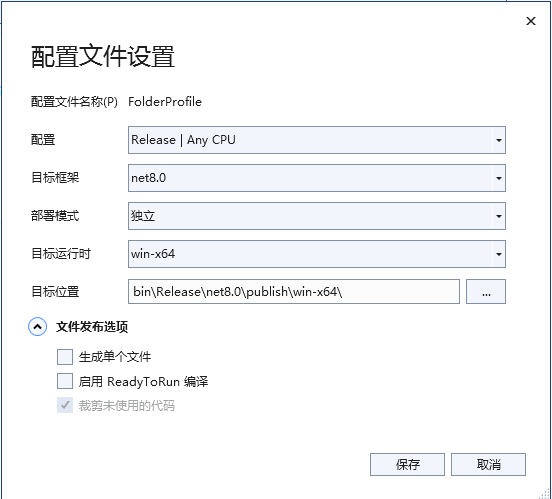 配置文件设置
配置文件名称(P) FolderProfile
配置 Release | Any CPU
目标框架 net8.0
部署模式 独立
目标运行时 win-x64
目标位置 bin\Release\net8.0\publish\win-x64\ ...
文件发布选项
生成单个文件
启用 ReadyToRun 编译
裁剪未使用的代码
保存 取消